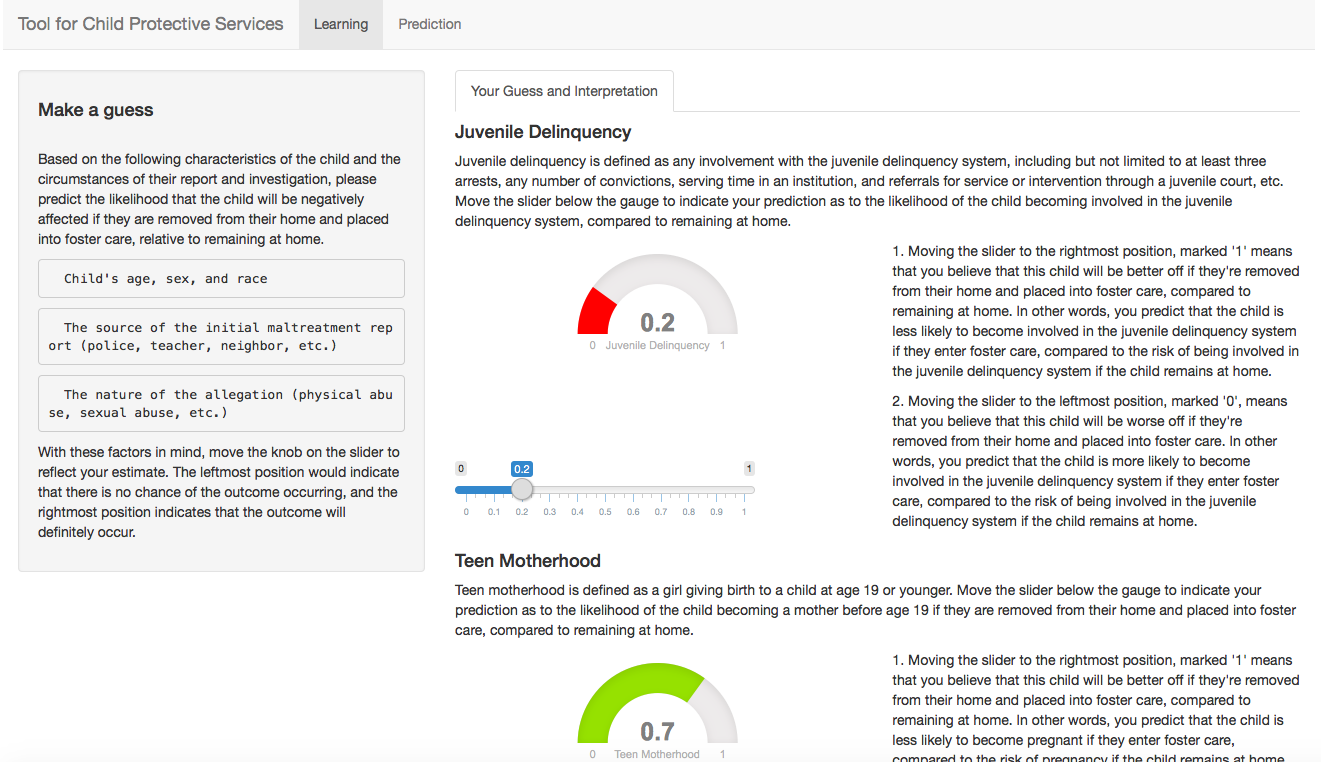 Tool for Child Protective Services
Learning
Prediction
Make a guess
Based on the following characteristics of the child and the
circumstances of their report and investigation, please
predict the likelihood that the child will be negatively
affected if they are removed from their home and placed
into foster care, relative to remaining at home.
Child's age, sex, and race
The source of the initial maltreatment rep
ort (police, teacher, neighbor, etc.)
The nature of the allegation (physical abu
se, sexual abuse, etc.)
With these factors in mind, move the knob on the slider to
reflect your estimate. The leftmost position would indicate
that there is no chance of the outcome occurring, and the
rightmost position indicates that the outcome will
definitely occur.
Your Guess and Interpretation
Juvenile Delinquency
Juvenile delinquency is defined as any involvement with the juvenile delinquency system, including but not limited to at least three
arrests, any number of convictions, serving time in an institution, and referrals for service or intervention through a juvenile court, etc.
Move the slider below the gauge to indicate your prediction as to the likelihood of the child becoming involved in the juvenile
delinquency system, compared to remaining at home.
0.2
0 Juvenile Delinquency 1
0 0.2 1
0 0.1 0.2 0.3 0.4 0.5 0.6 0.7 0.8 0.9 1
1. Moving the slider to the rightmost position, marked '1' means
that you believe that this child will be better off if they're removed
from their home and placed into foster care, compared to
remaining at home. In other words, you predict that the child is
less likely to become involved in the juvenile delinquency system
if they enter foster care, compared to the risk of being involved in
the juvenile delinquency system if the child remains at home.
2. Moving the slider to the leftmost position, marked '0', means
that you believe that this child will be worse off if they're
removed from their home and placed into foster care. In other
words, you predict that the child is more likely to become
involved in the juvenile delinquency system if they enter foster
care, compared to the risk of being involved in the juvenile
delinquency system if the child remains at home.
Teen Motherhood
Teen motherhood is defined as a girl giving birth to a child at age 19 or younger. Move the slider below the gauge to indicate your
prediction as to the likelihood of the child becoming a mother before age 19 if they are removed from their home and placed into foster
care, compared to remaining at home.
0.7
0 Teen Motherhood 1
1. Moving the slider to the rightmost position, marked '1' means
that you believe that this child will be better off if they're removed
from their home and placed into foster care, compared to
remaining at home. In other words, you predict that the child is
less likely to become pregnant if they enter foster care,
compared to the risk of pregnancy if the child remains at home